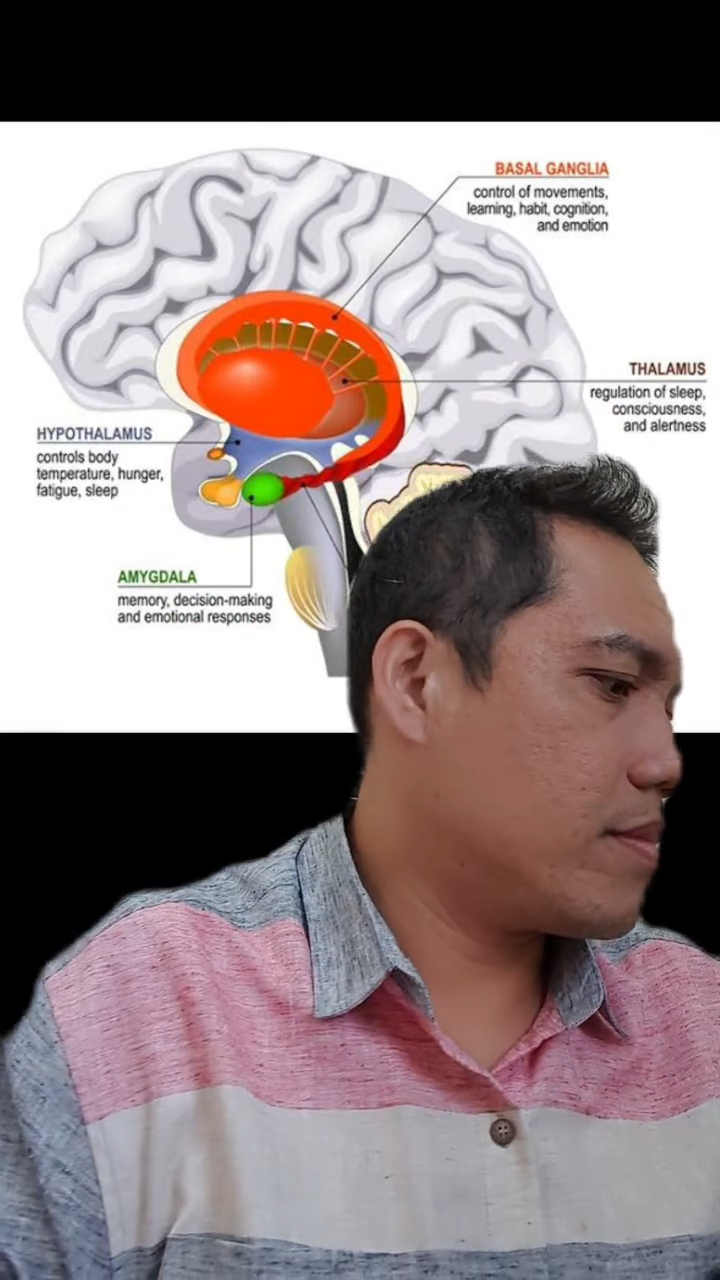 BASAL GANGLIA
control of movements,
learning, habit, cognition,
and emotion
THALAMUS
regulation of sleep,
consciousness,
and alertness
HYPOTHALAMUS
controls body
temperature, hunger,
fatigue, sleep
AMYGDALA
memory, decision-making
and emotional responses